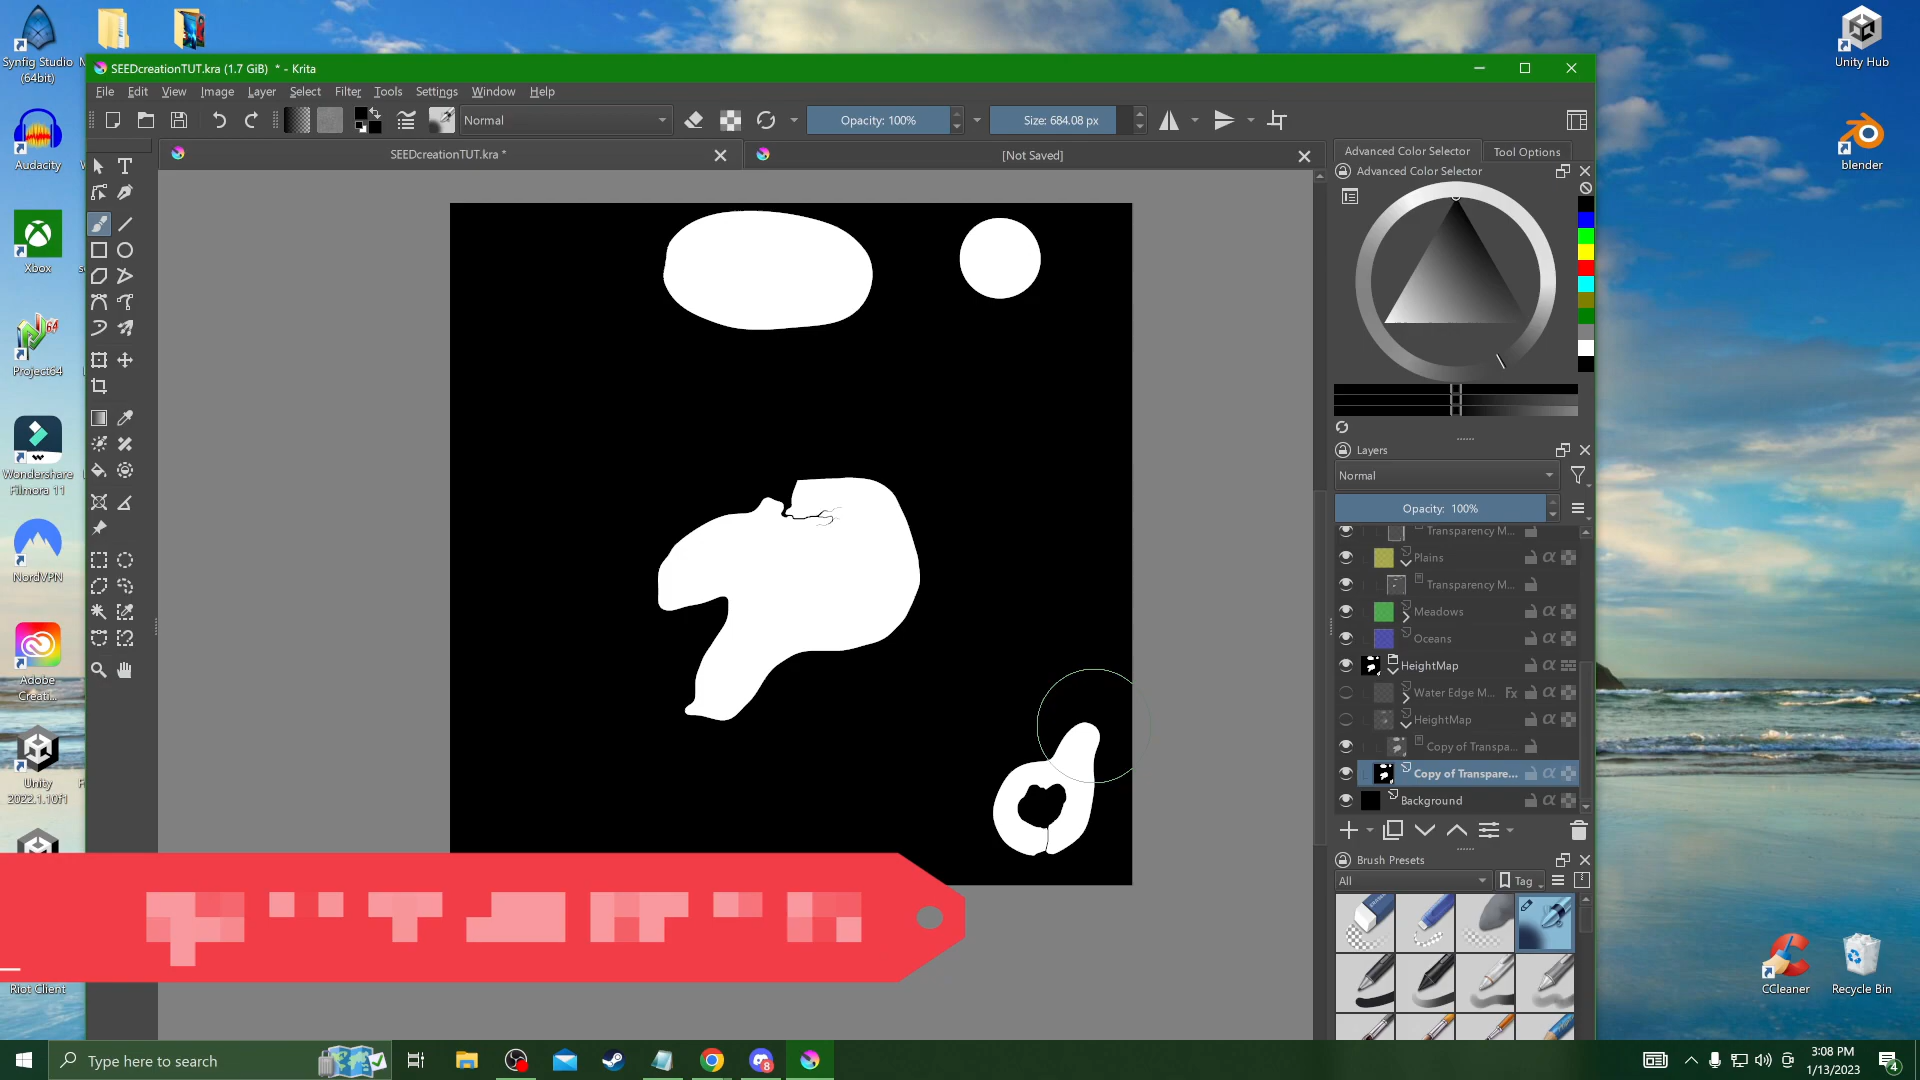 Synfig Studio
(64bit)
Audacity
Xbox
Project64
Wondershare
Filmora 11
NordVPN
Adobe
Creati...
Unity
2022.1.10f1
Riot Client
Unity Hub
blender
CCleaner
Recycle Bin
SEEDcreationTUT.kra (1.7 GiB) * - Krita
File Edit View Image Layer Select Filter Tools Settings Window Help
Normal
Opacity: 100%
Size: 684.08 px
SEEDcreationTUT.kra *
[Not Saved]
Advanced Color Selector
Tool Options
Advanced Color Selector
Layers
Normal
Opacity: 100%
Transparency M...
Plains
Transparency M...
Meadows
Oceans
HeightMap
Water Edge M... Fx
HeightMap
Copy of Transpa...
Copy of Transpare...
Background
Brush Presets
All
Tag
Type here to search
3:08 PM
1/13/2023